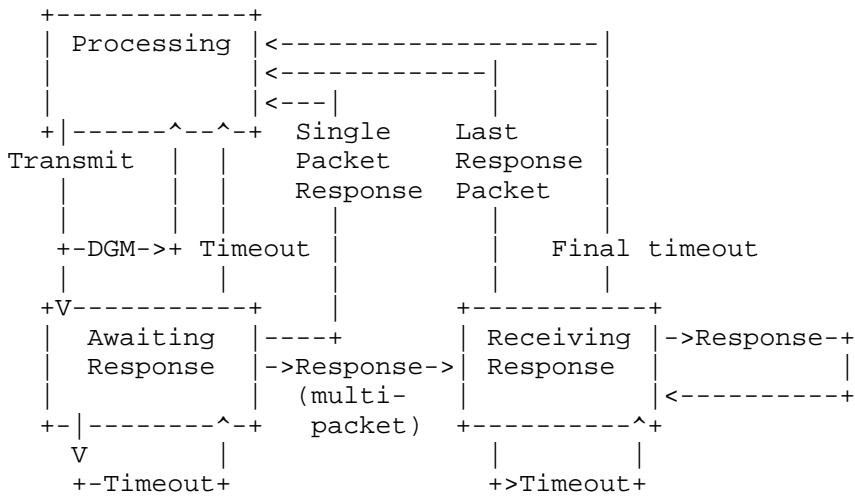 Processing
Single Last
Transmit Packet Response
Response Packet
DGM Timeout Final timeout
Awaiting Receiving Response
Response Response Response
(multi-
packet)
Timeout Timeout